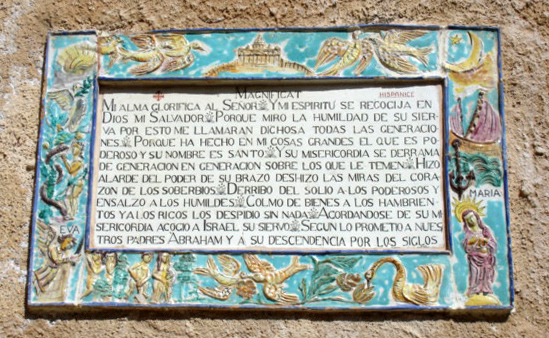 MAGNIFICAT
HISPANICE
MI ALMA GLORIFICA AL SEÑOR Y MI ESPIRITU SE REGOCIJA EN
DIOS MI SALVADOR PORQUE MIRO LA HUMILDAD DE SU SIER-
VA POR ESTO ME LLAMARAN DICHOSA TODAS LAS GENERACIO
NES PORQUE HA HECHO EN MI COSAS GRANDES EL QUE ES PO-
DEROSO Y SU NOMBRE ES SANTO Y SU MISERICORDIA SE DERRAMA
DE GENERACION EN GENERACION SOBRE LOS QUE LE TEMEN HIZO
ALARDE DEL PODER DE SU BRAZO DESHIZO LAS MIRAS DEL CORA-
ZON DE LOS SOBERBIOS DERRIBO DEL SOLIO A LOS PODEROSOS Y
ENSALZO A LOS HUMILDES COLMO DE BIENES A LOS HAMBRIEN-
TOS Y A LOS RICOS LOS DESPIDIO SIN NADA ACORDANDOSE DE SU MI
SERICORDIA ACOGIO A ISRAEL SU SIERVO SEGUN LO PROMETIO A NUES
TROS PADRES ABRAHAM Y A SU DESCENDENCIA POR LOS SIGLOS
EVA
MARIA